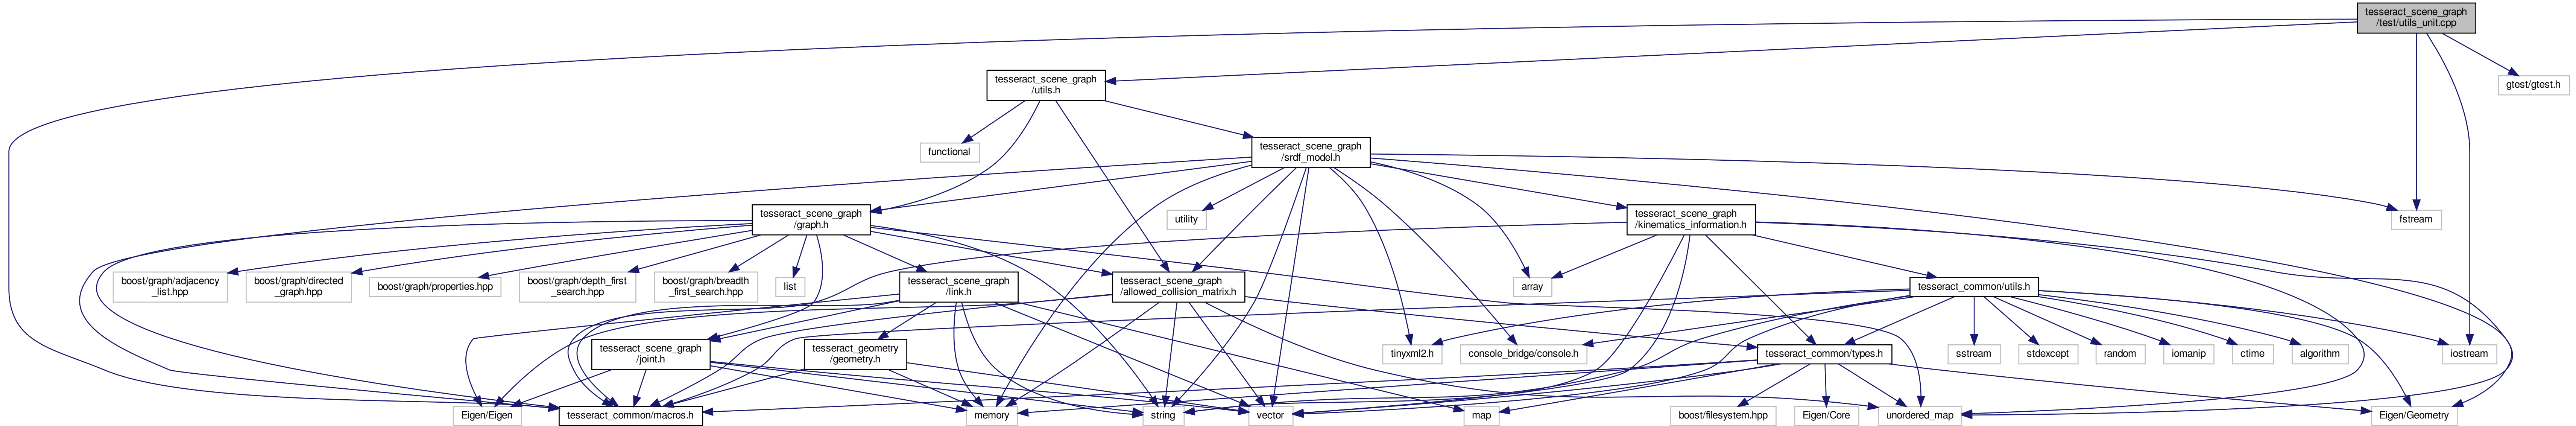 tesseract_scene_graph
/test/utils_unit.cpp
tesseract_scene_graph
/utils.h
gtest/gtest.h
functional
tesseract_scene_graph
/srdf_model.h
tesseract_scene_graph
/graph.h
utility
tesseract_scene_graph
/kinematics_information.h
fstream
boost/graph/adjacency
_list.hpp
boost/graph/directed
_graph.hpp
boost/graph/properties.hpp
boost/graph/depth_first
_search.hpp
boost/graph/breadth
_first_search.hpp
list
tesseract_scene_graph
/link.h
tesseract_scene_graph
/allowed_collision_matrix.h
array
tesseract_common/utils.h
tesseract_scene_graph
/joint.h
tesseract_geometry
/geometry.h
tinyxml2.h
console_bridge/console.h
tesseract_common/types.h
sstream
stdexcept
random
iomanip
ctime
algorithm
iostream
Eigen/Eigen
tesseract_common/macros.h
memory
string
vector
map
boost/filesystem.hpp
Eigen/Core
unordered_map
Eigen/Geometry